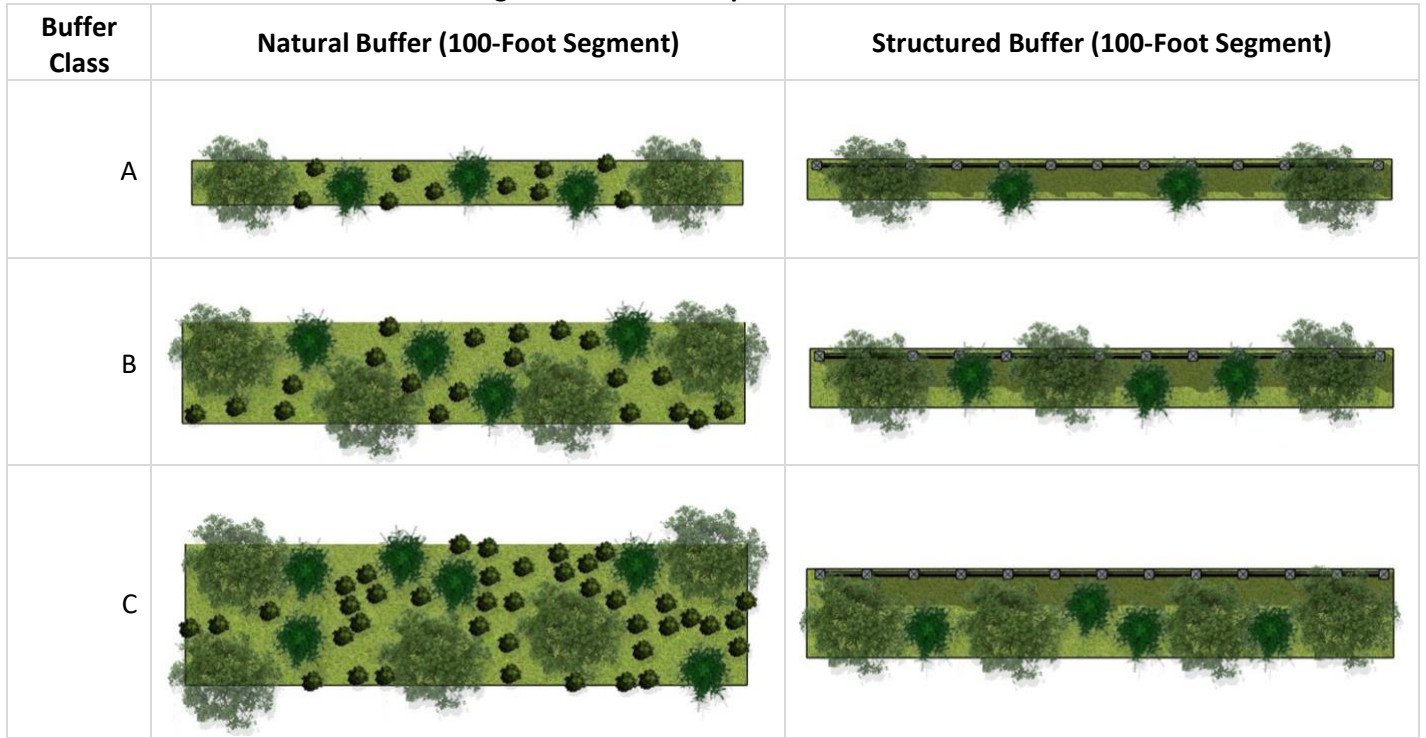 Buffer
Class
Natural Buffer (100-Foot Segment)
Structured Buffer (100-Foot Segment)
A
B
C